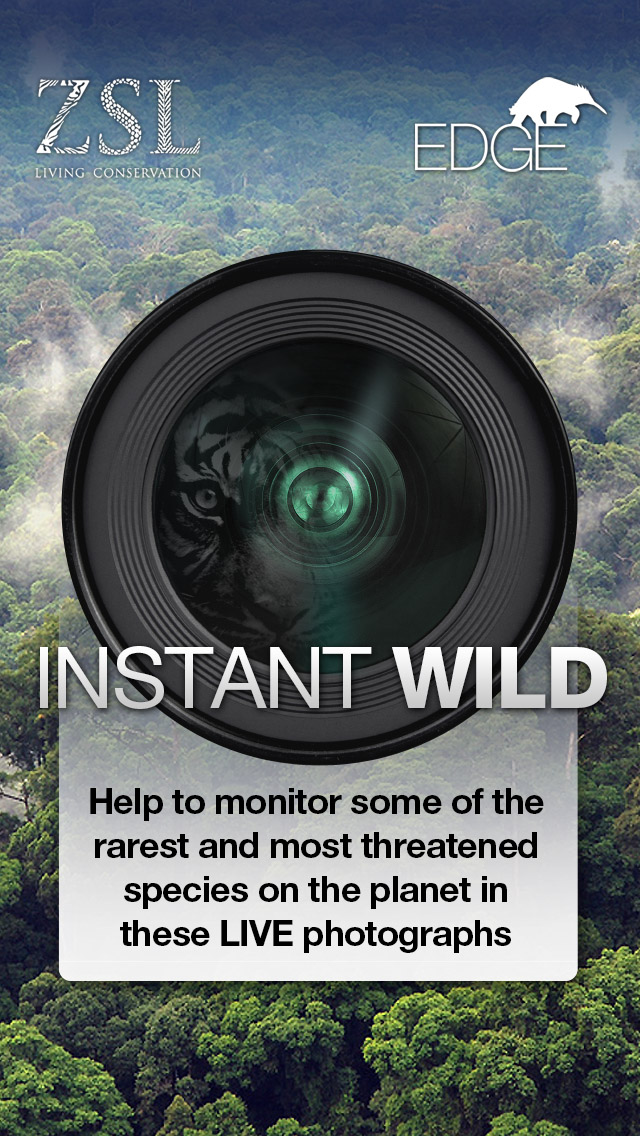 ZSL
LIVING CONSERVATION
EDGE
INSTANT WILD
Help to monitor some of the
rarest and most threatened
species on the planet in
these LIVE photographs